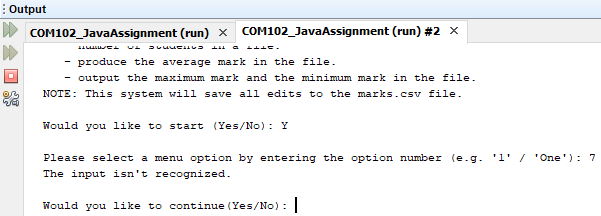 Output
COM102_JavaAssignment (run) × COM102_JavaAssignment (run) #2 ×
number of students in a file.
- produce the average mark in the file.
- output the maximum mark and the minimum mark in the file.
NOTE: This system will save all edits to the marks.csv file.
Would you like to start (Yes/No): Y
Please select a menu option by entering the option number (e.g. '1' / 'One'): 7
The input isn't recognized.
Would you like to continue(Yes/No):